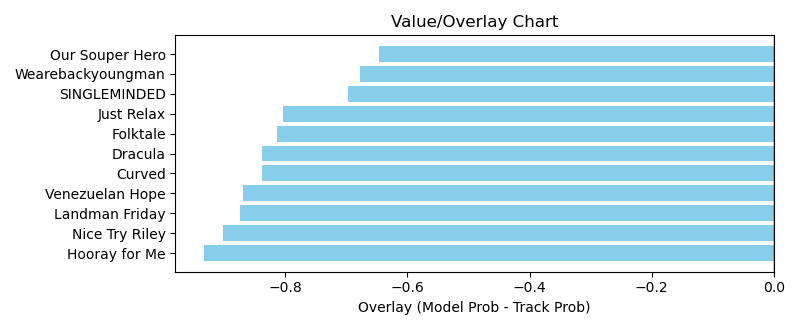 Value/Overlay Chart
Our Souper Hero
Wearebackyoungman
SINGLEMINDED
Just Relax
Folktale
Dracula
Curved
Venezuelan Hope
Landman Friday
Nice Try Riley
Hooray for Me
−0.8 −0.6 −0.4 −0.2 0.0
Overlay (Model Prob - Track Prob)